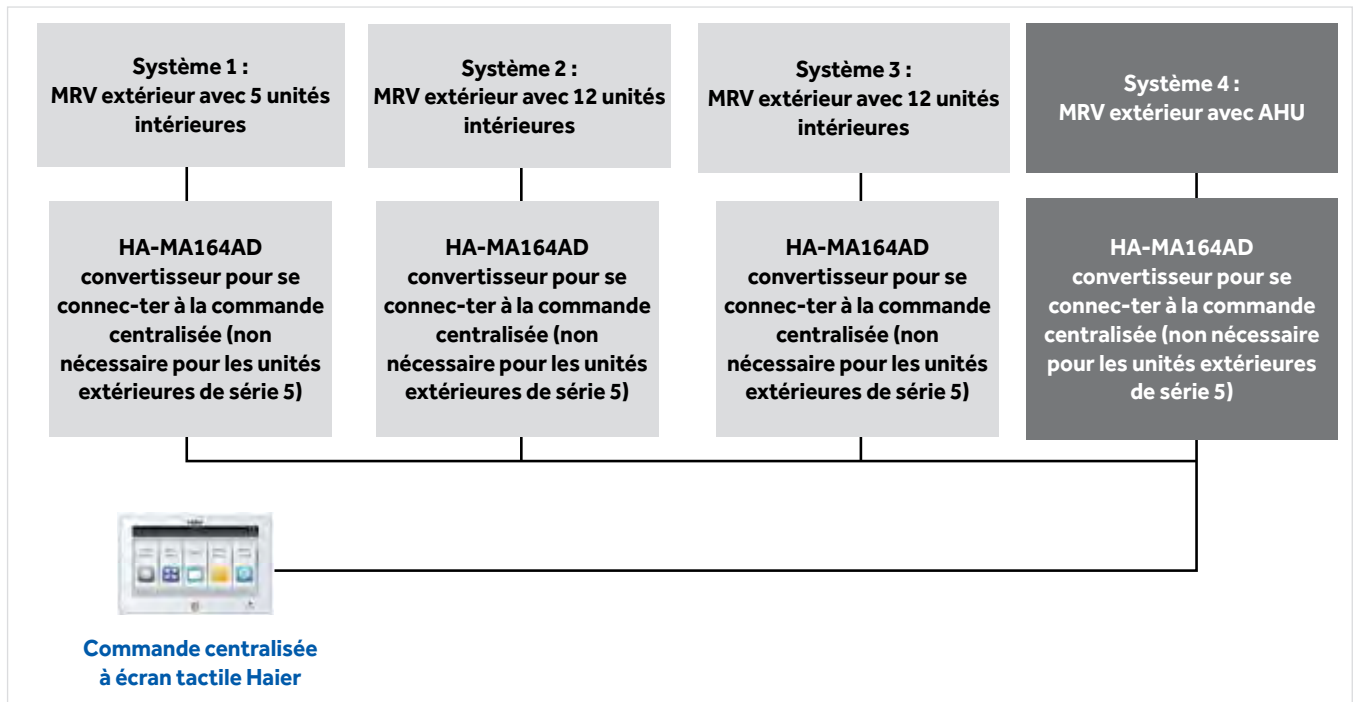 Système 1 :
MRV extérieur avec 5 unités
intérieures
Système 2 :
MRV extérieur avec 12 unités
intérieures
Système 3 :
MRV extérieur avec 12 unités
intérieures
Système 4 :
MRV extérieur avec AHU
HA-MA164AD
convertisseur pour se
connec-ter à la commande
centralisée (non
nécessaire pour les unités
extérieures de série 5)
HA-MA164AD
convertisseur pour se
connec-ter à la commande
centralisée (non
nécessaire pour les unités
extérieures de série 5)
HA-MA164AD
convertisseur pour se
connec-ter à la commande
centralisée (non
nécessaire pour les unités
extérieures de série 5)
HA-MA164AD
convertisseur pour se
connec-ter à la commande
centralisée (non nécessaire
pour les unités extérieures
de série 5)
Commande centralisée
à écran tactile Haier